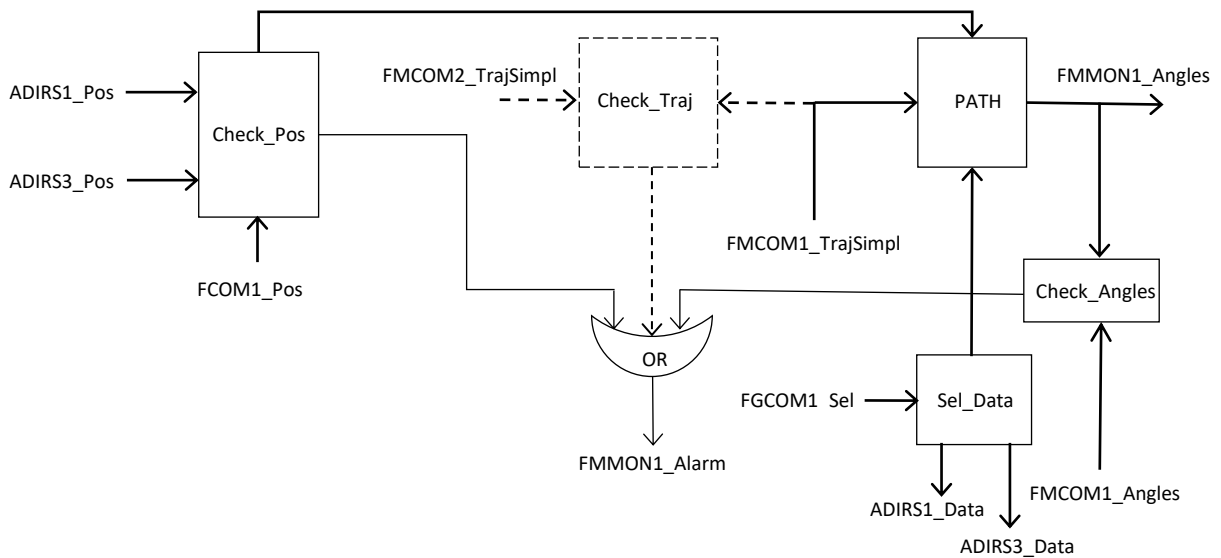 FMCOM2_TrajSimpl
FMMON1_Angles
ADIRS1_Pos
Check_Traj
PATH
Check_Pos
ADIRS3_Pos
FMCOM1_TrajSimpl
FCOM1_Pos
Check_Angles
OR
FGCOM1 Sel
Sel_Data
FMMON1_Alarm
FMCOM1_Angles
ADIRS1_Data
ADIRS3_Data